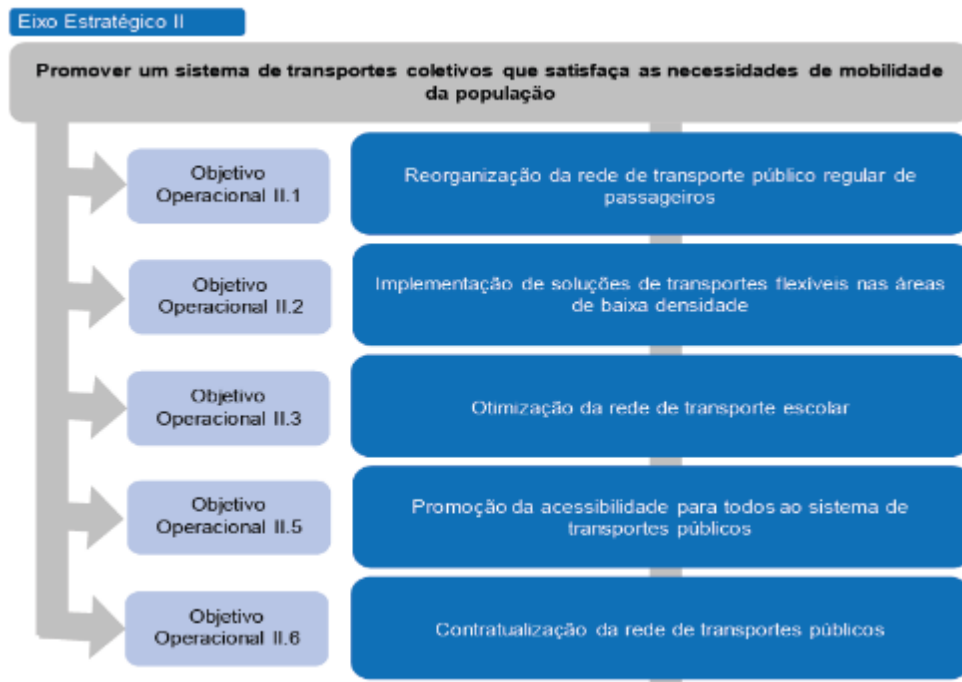 Eixo Estratégico II
Promover um sistema de transportes coletivos que satisfaça as necessidades de mobilidade
da população
Objetivo
Operacional II.1
Reorganização da rede de transporte público regular de
passageiros
Objetivo
Operacional II.2
Implementação de soluções de transportes flexíveis nas áreas
de baixa densidade
Objetivo
Operacional II.3
Otimização da rede de transporte escolar
Objetivo
Operacional II.5
Promoção da acessibilidade para todos ao sistema de
transportes públicos
Objetivo
Operacional II.6
Contratualização da rede de transportes públicos